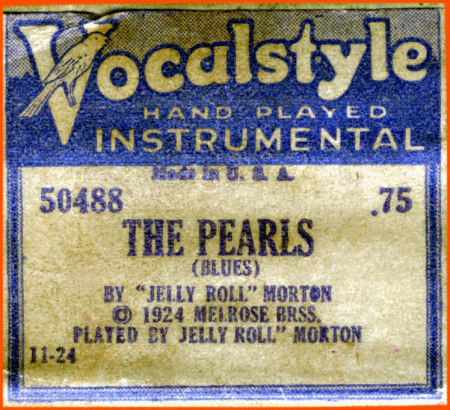 Vocalstyle
HAND PLAYED
INSTRUMENTAL
Made in U. S. A.
50488 .75
THE PEARLS
(BLUES)
BY "JELLY ROLL" MORTON
© 1924 MELROSE BRSS.
PLAYED BY JELLY ROLL" MORTON
11-24